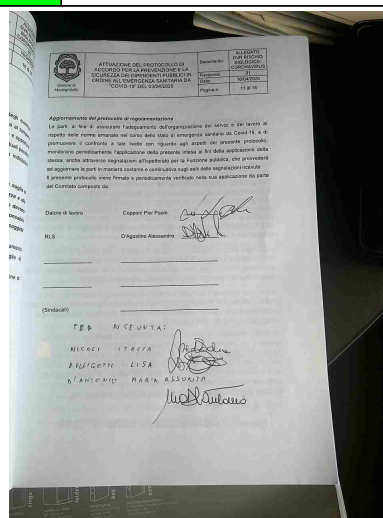 Comune di
Monteprandone
ATTUAZIONE DEL PROTOCOLLO DI
ACCORDO PER LA PREVENZIONE E LA
SICUREZZA DEI DIPENDENTI PUBBLICI IN
ORDINE ALL'EMERGENZA SANITARIA DA
"COVID-19" DEL 03/04/2020
Documento:
ALLEGATO
DVR RISCHIO
BIOLOGICO:
CORONAVIRUS
Revisione: 01
Data: 16/04/2020
Pagina n. 11 di 16
Aggiornamento del protocollo di regolamentazione
Le parti al fine di assicurare l'adeguamento dell'organizzazione del servizio e del lavoro al
rispetto delle norme emanate nel corso dello stato di emergenza sanitaria da Covid 19, e di
promuovere il confronto a tale livello con riguardo agli aspetti del presente protocollo,
monitorano periodicamente l'applicazione della presente intesa ai fini della applicazione della
stessa, anche attraverso segnalazioni all'Ispettorato per la Funzione pubblica, che provvederà
ad aggiornare le parti in maniera costante e continuativa sugli esiti delle segnalazioni ricevute.
Il presente protocollo viene firmato e periodicamente verificato nella sua applicazione da parte
del Comitato composto da:
Datore di lavoro Copponi Pier Paolo
RLS D'Agostino Alessandro
(Sindacati)
PER RICEVUTA:
NICOLI ITALIA
LISA
D'ANTONIO MARIA ASSUNTA